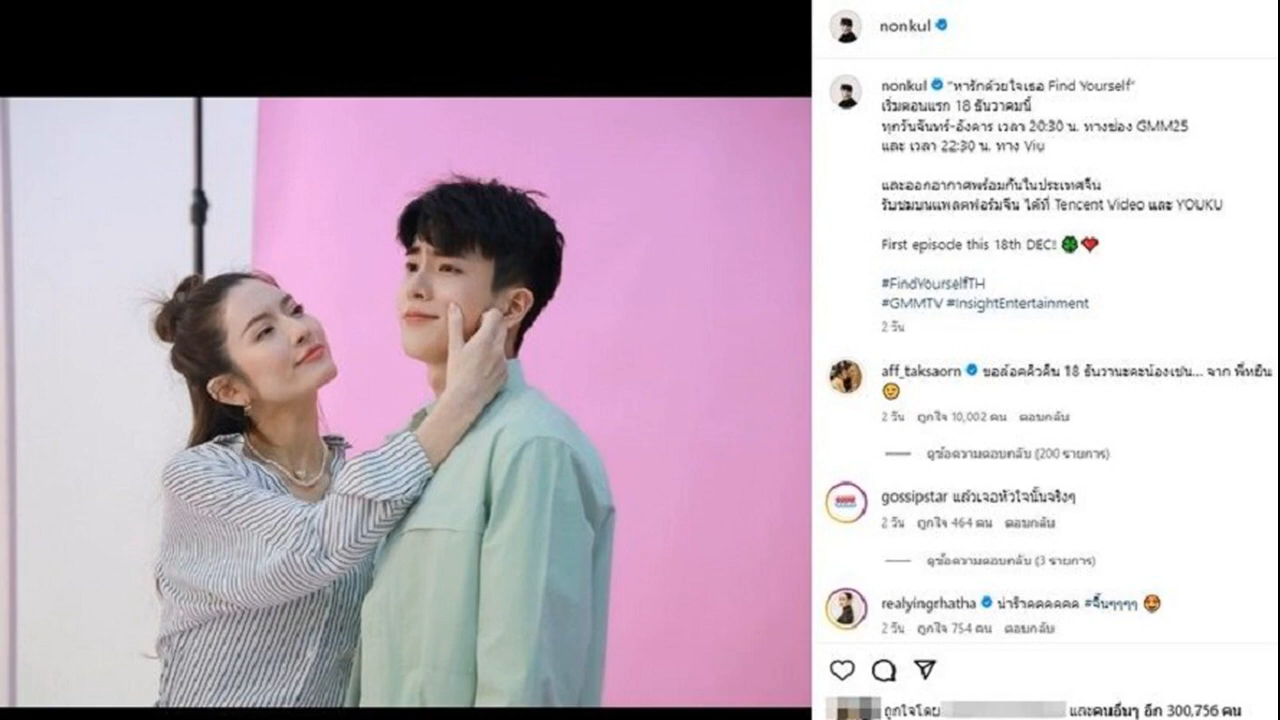 nonkul
nonkul "หารักด้วยใจเธอ Find Yourself"
เริ่มตอนแรก 18 ธันวาคมนี้
ทุกวันจันทร์-อังคาร เวลา 20:30 น. ทางช่อง GMM25
และ เวลา 22:30 น. ทาง Viu
และออกอากาศพร้อมกันในประเทศจีน
รับชมบนแพลตฟอร์มจีน ได้ที่ Tencent Video และ YOUKU
First episode this 18th DEC!! 🍀❤️
#FindYourselfTH
#GMMTV #InsightEntertainment
2 วัน
aff_taksaorn ขอล็อคคิวคืน 18 ธันวานะคะน้องเชน... จาก พี่หยิน
2 วัน ถูกใจ 10,002 คน ตอบกลับ
ดูข้อความตอบกลับ (200 รายการ)
gossipstar แล้วเจอหัวใจนั้นจริงๆ
2 วัน ถูกใจ 464 คน ตอบกลับ
ดูข้อความตอบกลับ (3 รายการ)
realyingrhatha น่าร้าคคคคคค #จิ้นๆๆๆๆ
2 วัน ถูกใจ 754 คน ตอบกลับ
ถูกใจโดย และคนอื่นๆ อีก 300,756 คน